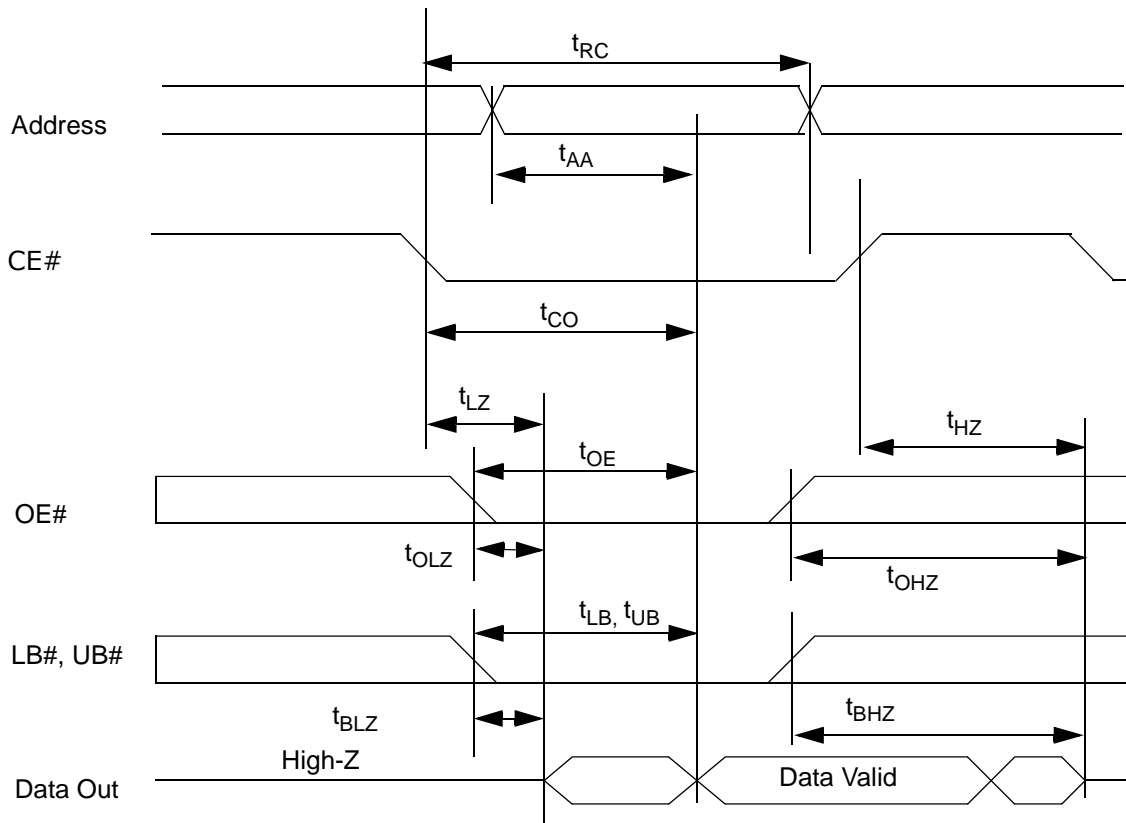 tRC
Address
tAA
CE#
tCO
tLZ
tHZ
tOE
OE#
tOLZ
tOHZ
tLB, tUB
LB#, UB#
tBLZ
tBHZ
High-Z
Data Valid
Data Out